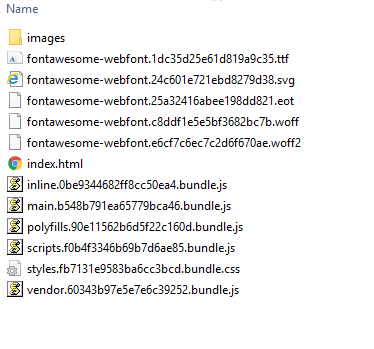 Name
images
fontawesome-webfont.1dc35d25e61d819a9c35.ttf
fontawesome-webfont.24c601e721ebd8279d38.svg
fontawesome-webfont.25a32416abee198dd821.eot
fontawesome-webfont.c8ddf1e5e5bf3682bc7b.woff
fontawesome-webfont.e6cf7c6ec7c2d6f670ae.woff2
index.html
inline.0be9344682ff8cc50ea4.bundle.js
main.b548b791ea65779bca46.bundle.js
polyfills.90e11562b6d5f22c160d.bundle.js
scripts.f0b4f3346b69b7d6ae85.bundle.js
styles.fb7131e9583ba6cc3bcd.bundle.css
vendor.60343b97e5e7e6c39252.bundle.js